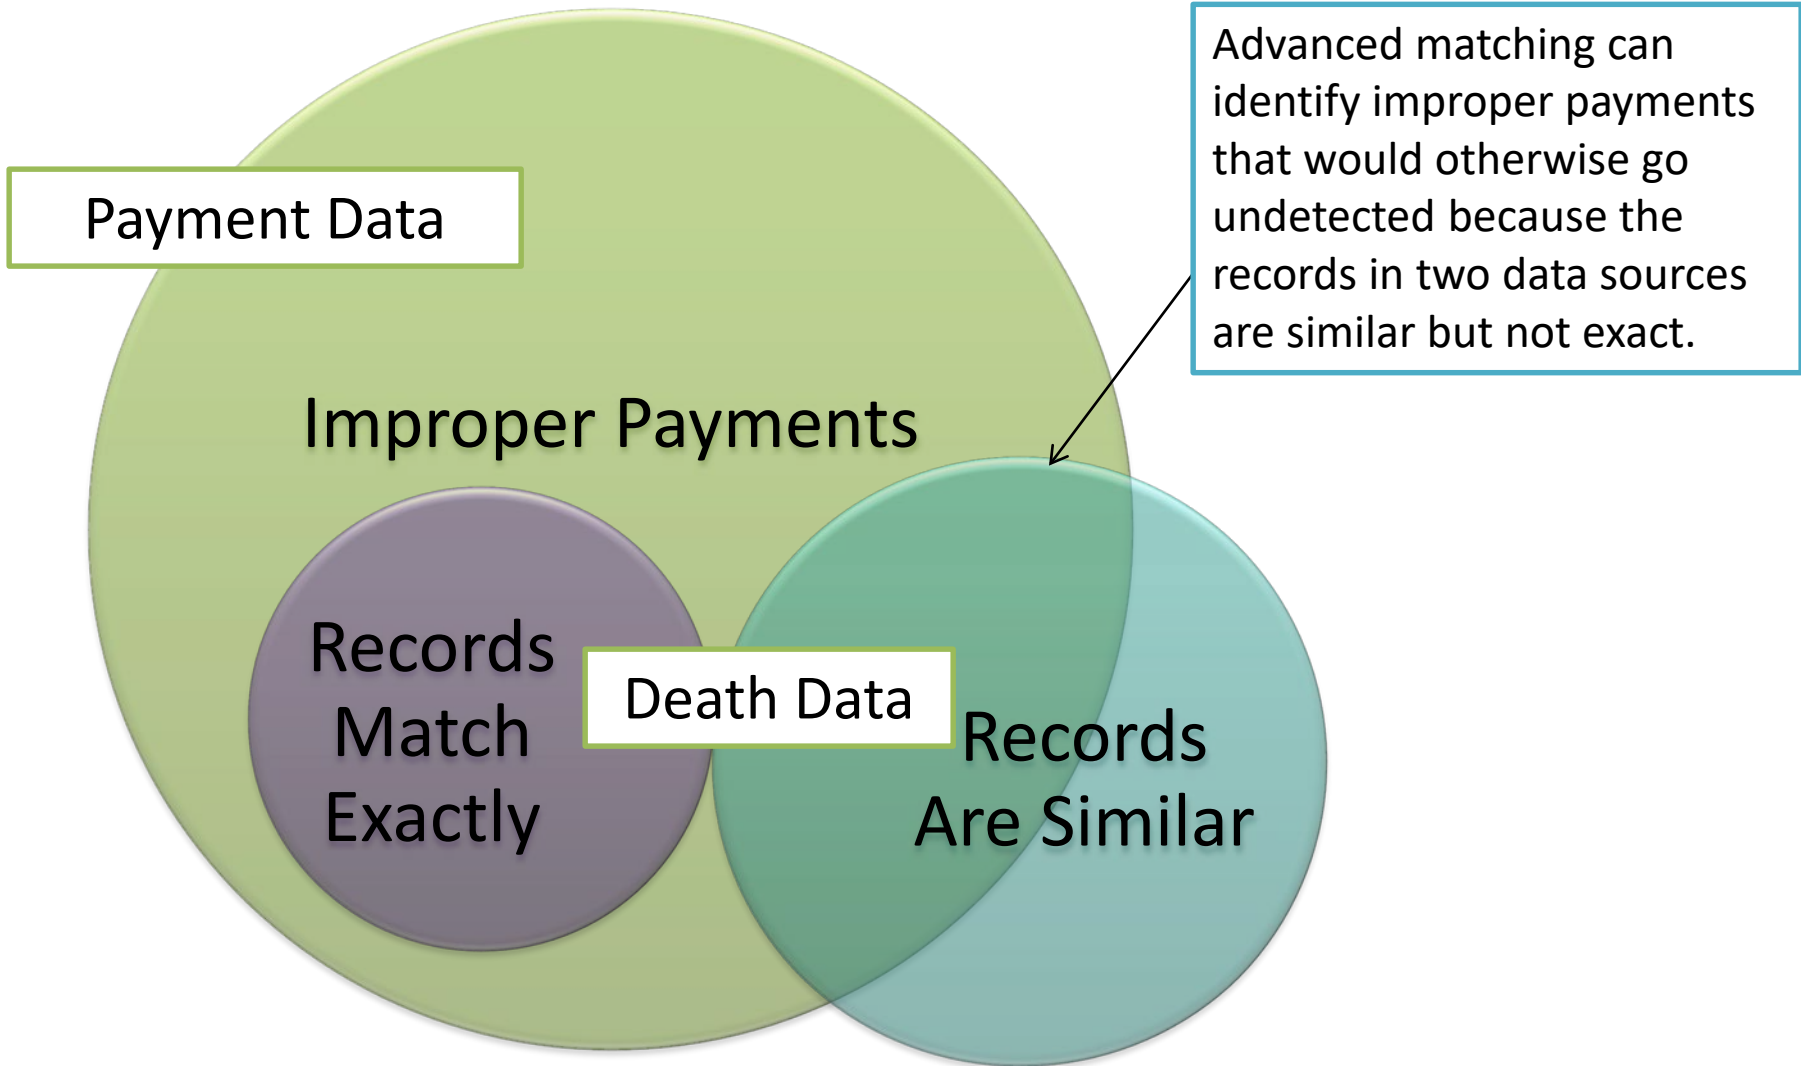 Advanced matching can
identify improper payments
that would otherwise go
undetected because the
records in two data sources
are similar but not exact.
Payment Data
Improper Payments
Records
Match
Exactly
Death Data
Records
Are Similar